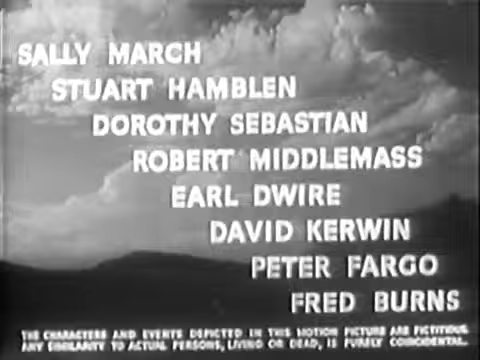 SALLY MARCH
STUART HAMBLEN
DOROTHY SEBASTIAN
ROBERT MIDDLEMASS
EARL DWIRE
DAVID KERWIN
PETER FARGO
FRED BURNS
THE CHARACTERS AND EVENTS DEPICTED IN THIS MOTION PICTURE ARE FICTITIOUS
ANY SIMILARITY TO ACTUAL PERSONS, LIVING OR DEAD, IS PURELY COINCIDENTAL.